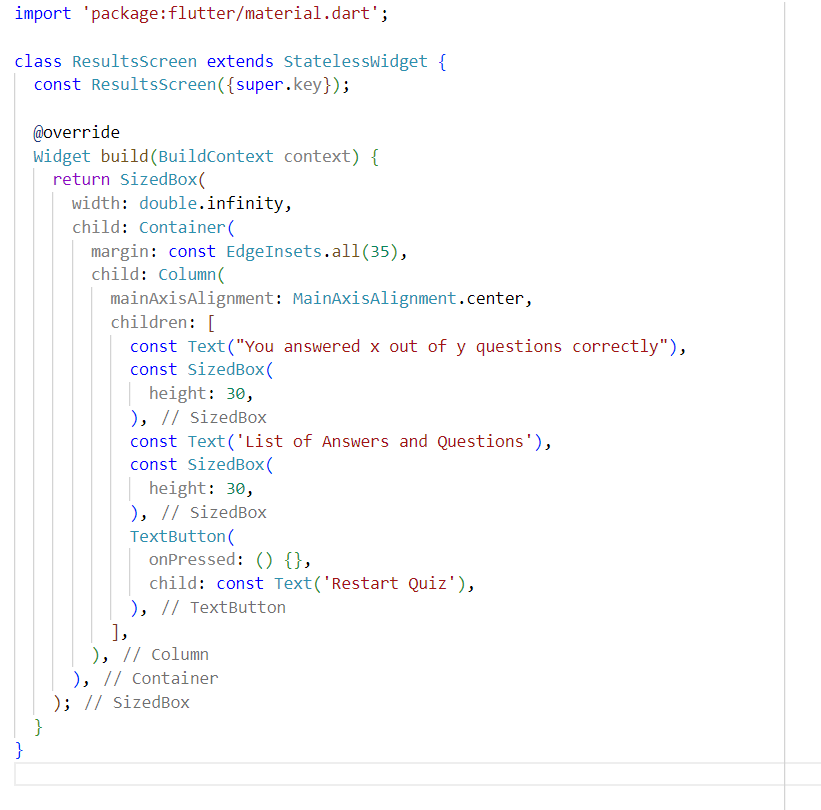 import 'package:flutter/material.dart';
class ResultsScreen extends StatelessWidget {
  const ResultsScreen({super.key});
  @override
  Widget build(BuildContext context) {
    return SizedBox(
      width: double.infinity,
      child: Container(
        margin: const EdgeInsets.all(35),
        child: Column(
          mainAxisAlignment: MainAxisAlignment.center,
          children: [
            const Text("You answered x out of y questions correctly"),
            const SizedBox(
              height: 30,
            ), // SizedBox
            const Text('List of Answers and Questions'),
            const SizedBox(
              height: 30,
            ), // SizedBox
            TextButton(
              onPressed: () {},
              child: const Text('Restart Quiz'),
            ), // TextButton
          ],
        ), // Column
      ), // Container
    ); // SizedBox
  }
}